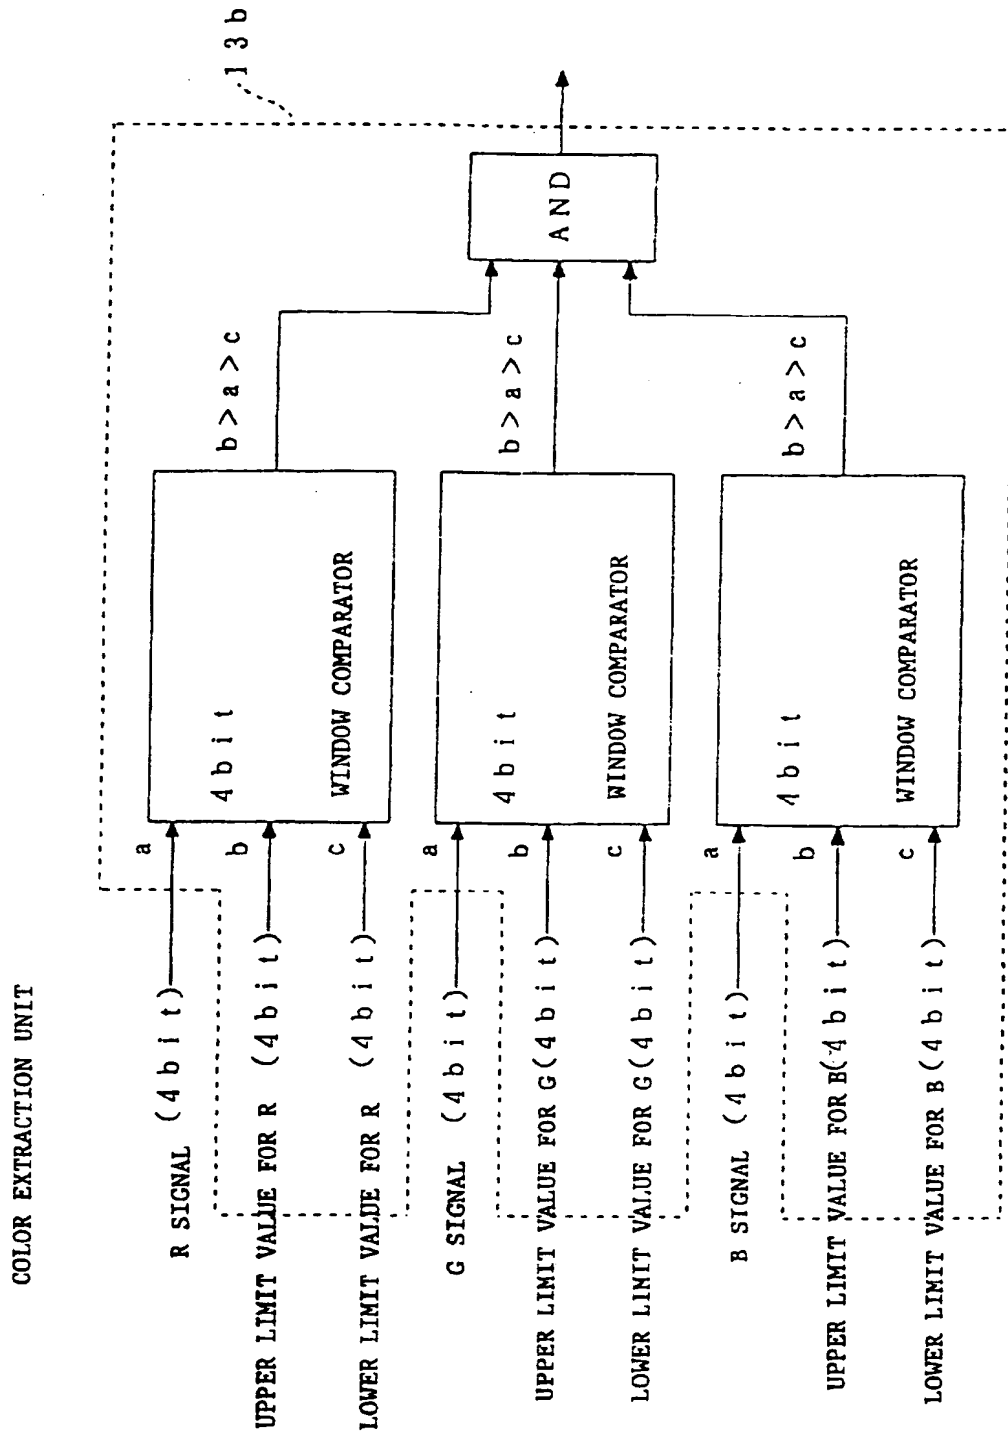 COLOR EXTRACTION UNIT
13b
R SIGNAL (4bit)
a
UPPER LIMIT VALUE FOR R (4bit)
b
LOWER LIMIT VALUE FOR R (4bit)
c
4bit
WINDOW COMPARATOR
b>a>c
G SIGNAL (4bit)
a
UPPER LIMIT VALUE FOR G(4bit)
b
LOWER LIMIT VALUE FOR G(4bit)
c
4bit
WINDOW COMPARATOR
b>a>c
B SIGNAL (4bit)
a
UPPER LIMIT VALUE FOR B(4bit)
b
LOWER LIMIT VALUE FOR B(4bit)
c
4bit
WINDOW COMPARATOR
b>a>c
AND